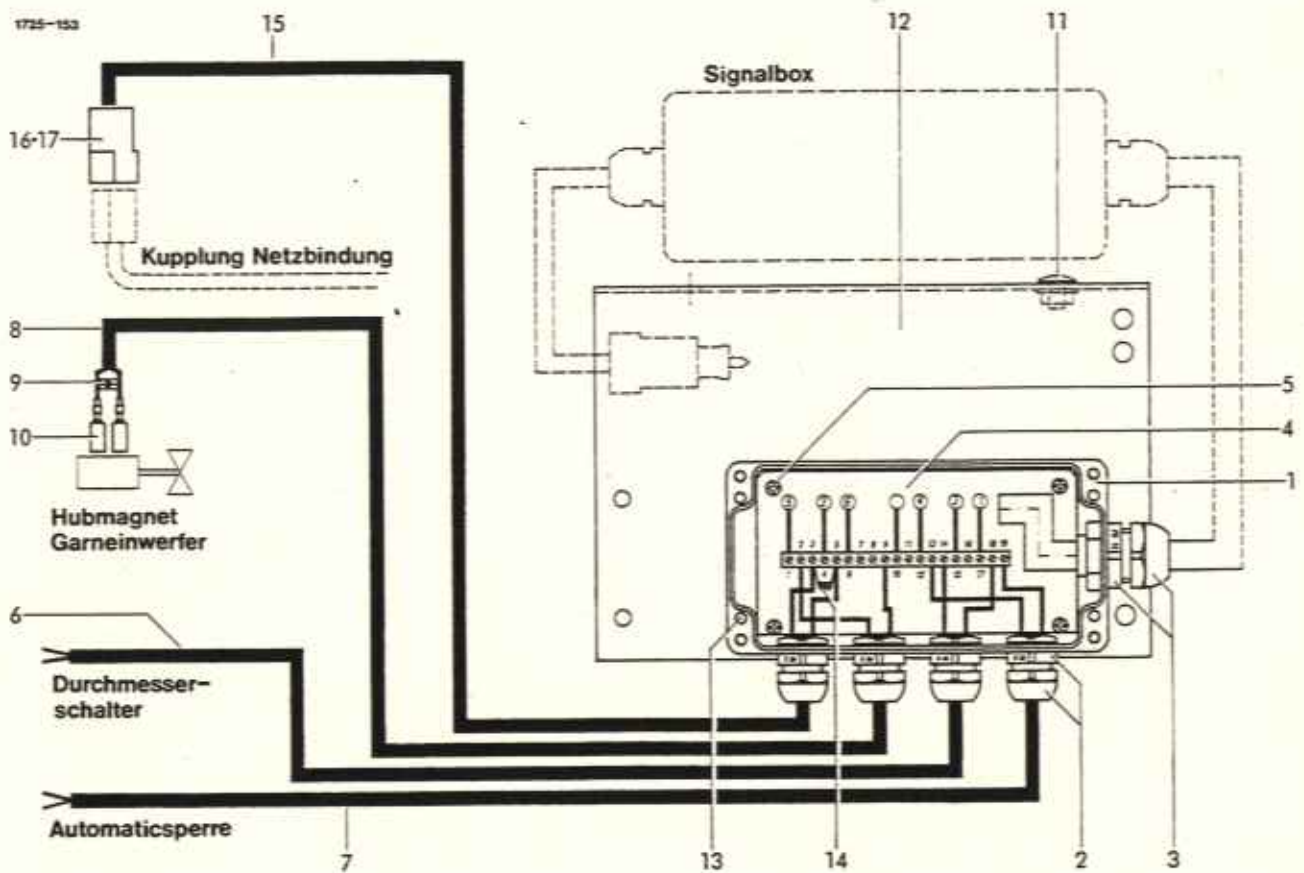 1725-153
15
12
11
Signalbox
16·17
Kupplung Netzbindung
8
9
10
5
4
1
Hubmagnet
Garneinwerfer
6
Durchmesser-
schalter
Automaticsperre
7
13
14
2
3